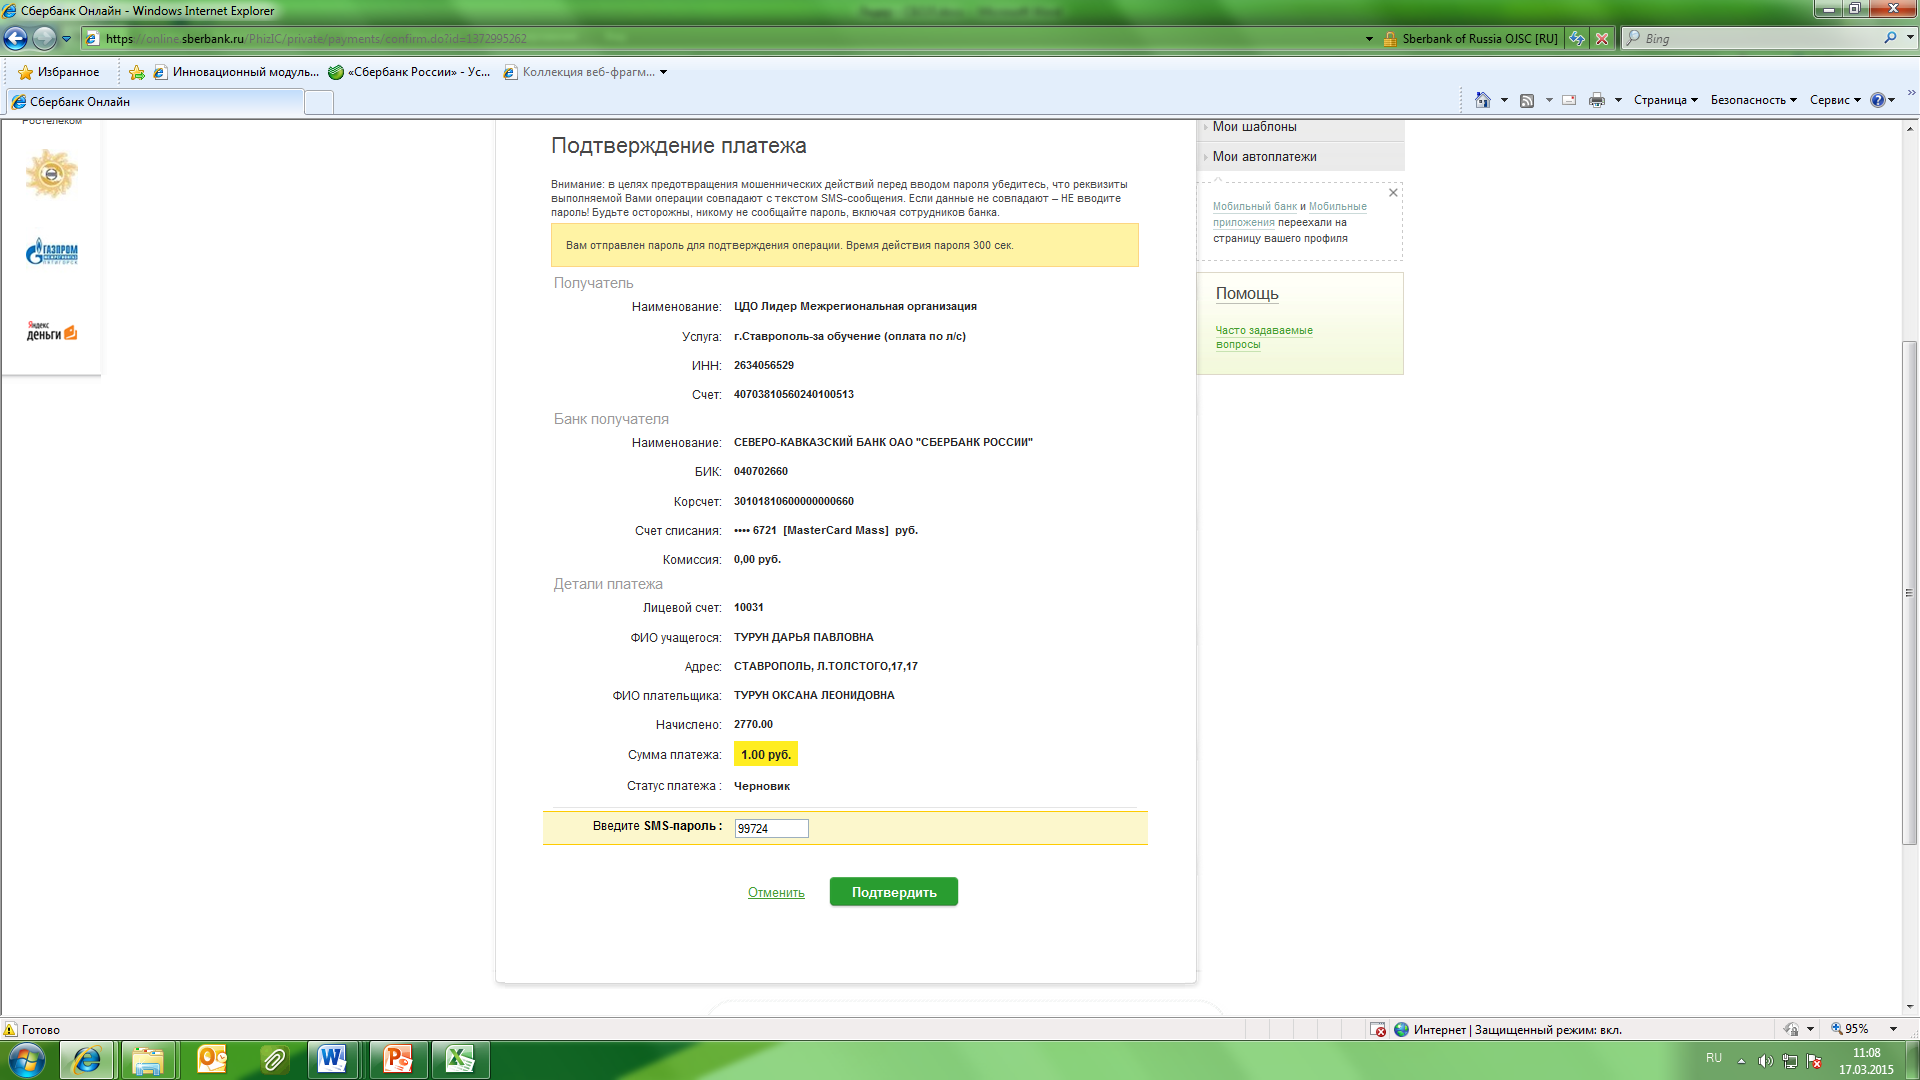 Сбербанк Онлайн - Windows Internet Explorer
https://online.sberbank.ru/PhizIC/private/payments/confirm.do?id=1372995262
Sberbank of Russia OJSC [RU]
Bing
Избранное
Инновационный модуль...
«Сбербанк России» - Ус...
Коллекция веб-фрагм...
Сбербанк Онлайн
Страница
Безопасность
Сервис
»
Ростелеком
ГАЗПРОМ
МЕЖРЕГИОНГАЗ
ПЯТИГОРСК
Яндекс
деньги
Подтверждение платежа
Внимание: в целях предотвращения мошеннических действий перед вводом пароля убедитесь, что реквизиты
выполняемой Вами операции совпадают с текстом SMS-сообщения. Если данные не совпадают – НЕ вводите
пароль! Будьте осторожны, никому не сообщайте пароль, включая сотрудников банка.
Вам отправлен пароль для подтверждения операции. Время действия пароля 300 сек.
Получатель
Наименование: ЦДО Лидер Межрегиональная организация
Услуга: г.Ставрополь-за обучение (оплата по л/с)
ИНН: 2634056529
Счет: 40703810560240100513
Банк получателя
Наименование: СЕВЕРО-КАВКАЗСКИЙ БАНК ОАО "СБЕРБАНК РОССИИ"
БИК: 040702660
Корсчет: 30101810600000000660
Счет списания: •••• 6721 [MasterCard Mass] руб.
Комиссия: 0,00 руб.
Детали платежа
Лицевой счет: 10031
ФИО учащегося: ТУРУН ДАРЬЯ ПАВЛОВНА
Адрес: СТАВРОПОЛЬ, Л.ТОЛСТОГО,17,17
ФИО плательщика: ТУРУН ОКСАНА ЛЕОНИДОВНА
Начислено: 2770.00
Сумма платежа: 1.00 руб.
Статус платежа : Черновик
Введите SMS-пароль : 99724
Отменить
Подтвердить
Мои шаблоны
Мои автоплатежи
Мобильный банк и Мобильные
приложения переехали на
страницу вашего профиля
Помощь
Часто задаваемые
вопросы
Готово
Интернет | Защищенный режим: вкл.
95%
RU
11:08
17.03.2015